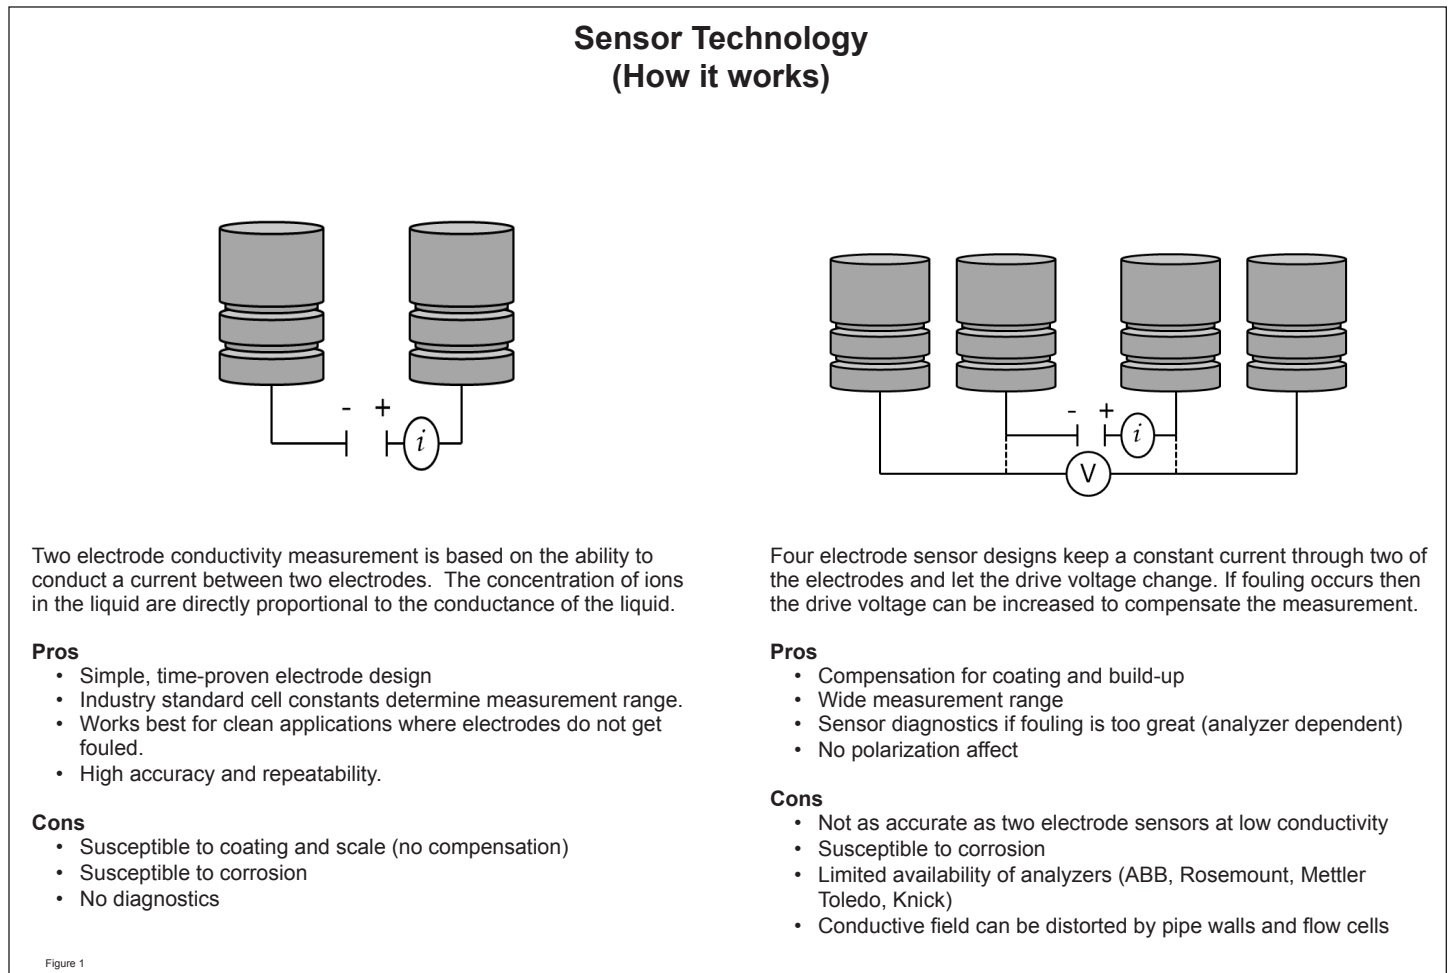 Sensor Technology
(How it works)
- +
i
Two electrode conductivity measurement is based on the ability to
conduct a current between two electrodes.  The concentration of ions
in the liquid are directly proportional to the conductance of the liquid.
Pros
• Simple, time-proven electrode design
• Industry standard cell constants determine measurement range.
• Works best for clean applications where electrodes do not get
fouled.
• High accuracy and repeatability.
Cons
• Susceptible to coating and scale (no compensation)
• Susceptible to corrosion
• No diagnostics
- +
i
V
Four electrode sensor designs keep a constant current through two of
the electrodes and let the drive voltage change. If fouling occurs then
the drive voltage can be increased to compensate the measurement.
Pros
• Compensation for coating and build-up
• Wide measurement range
• Sensor diagnostics if fouling is too great (analyzer dependent)
• No polarization affect
Cons
• Not as accurate as two electrode sensors at low conductivity
• Susceptible to corrosion
• Limited availability of analyzers (ABB, Rosemount, Mettler
Toledo, Knick)
• Conductive field can be distorted by pipe walls and flow cells
Figure 1